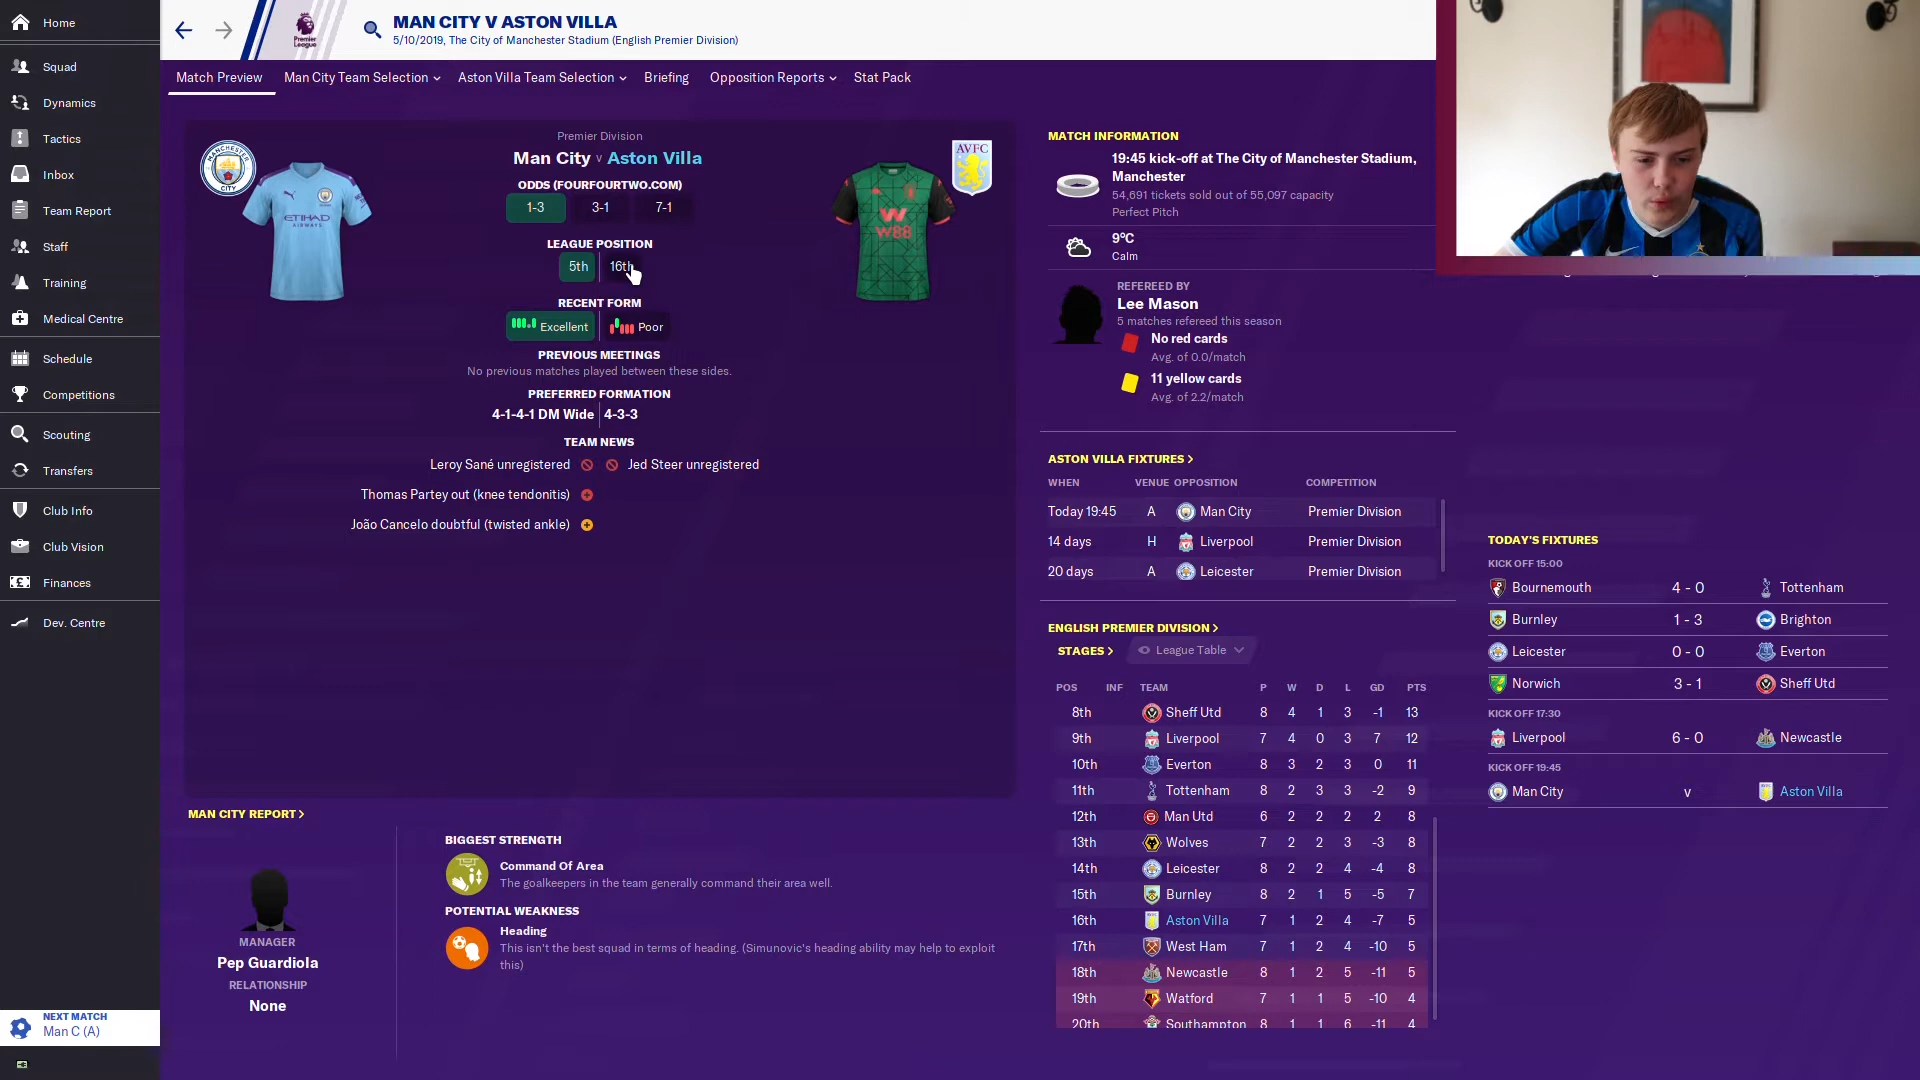 Home
Squad
Dynamics
Tactics
Inbox
Team Report
Staff
Training
Medical Centre
Schedule
Competitions
Scouting
Transfers
Club Info
Club Vision
Finances
Dev. Centre
NEXT MATCH
Man C (A)
Premier League
MAN CITY V ASTON VILLA
5/10/2019, The City of Manchester Stadium (English Premier Division)
Match Preview
Man City Team Selection
Aston Villa Team Selection
Briefing
Opposition Reports
Stat Pack
Premier Division
Man City v Aston Villa
ODDS (FOURFOURTWO.COM)
1-3 3-1 7-1
LEAGUE POSITION
5th 16th
RECENT FORM
Excellent Poor
PREVIOUS MEETINGS
No previous matches played between these sides.
PREFERRED FORMATION
4-1-4-1 DM Wide 4-3-3
TEAM NEWS
Leroy Sané unregistered Jed Steer unregistered
Thomas Partey out (knee tendonitis)
João Cancelo doubtful (twisted ankle)
MANCHESTER
CITY
ETIHAD
AIRWAYS
AVFC
W
W88
MAN CITY REPORT >
MANAGER
Pep Guardiola
RELATIONSHIP
None
BIGGEST STRENGTH
Command Of Area
The goalkeepers in the team generally command their area well.
POTENTIAL WEAKNESS
Heading
This isn't the best squad in terms of heading. (Simunovic's heading ability may help to exploit
this)
MATCH INFORMATION
19:45 kick-off at The City of Manchester Stadium,
Manchester
54,691 tickets sold out of 55,097 capacity
Perfect Pitch
9°C
Calm
REFEREED BY
Lee Mason
5 matches refereed this season
No red cards
Avg. of 0.0/match
11 yellow cards
Avg. of 2.2/match
ASTON VILLA FIXTURES >
WHEN VENUE OPPOSITION COMPETITION
Today 19:45 A Man City Premier Division
14 days H Liverpool Premier Division
20 days A Leicester Premier Division
ENGLISH PREMIER DIVISION >
STAGES > League Table
POS INF TEAM P W D L GD PTS
8th Sheff Utd 8 4 1 3 -1 13
9th Liverpool 7 4 0 3 7 12
10th Everton 8 3 2 3 0 11
11th Tottenham 8 2 3 3 -2 9
12th Man Utd 6 2 2 2 2 8
13th Wolves 7 2 2 3 -3 8
14th Leicester 8 2 2 4 -4 8
15th Burnley 8 2 1 5 -5 7
16th Aston Villa 7 1 2 4 -7 5
17th West Ham 7 1 2 4 -10 5
18th Newcastle 8 1 2 5 -11 5
19th Watford 7 1 1 5 -10 4
20th Southampton 8 1 1 6 -11 4
TODAY'S FIXTURES
KICK OFF 15:00
Bournemouth 4 - 0 Tottenham
Burnley 1 - 3 Brighton
Leicester 0 - 0 Everton
Norwich 3 - 1 Sheff Utd
KICK OFF 17:30
Liverpool 6 - 0 Newcastle
KICK OFF 19:45
Man City v Aston Villa